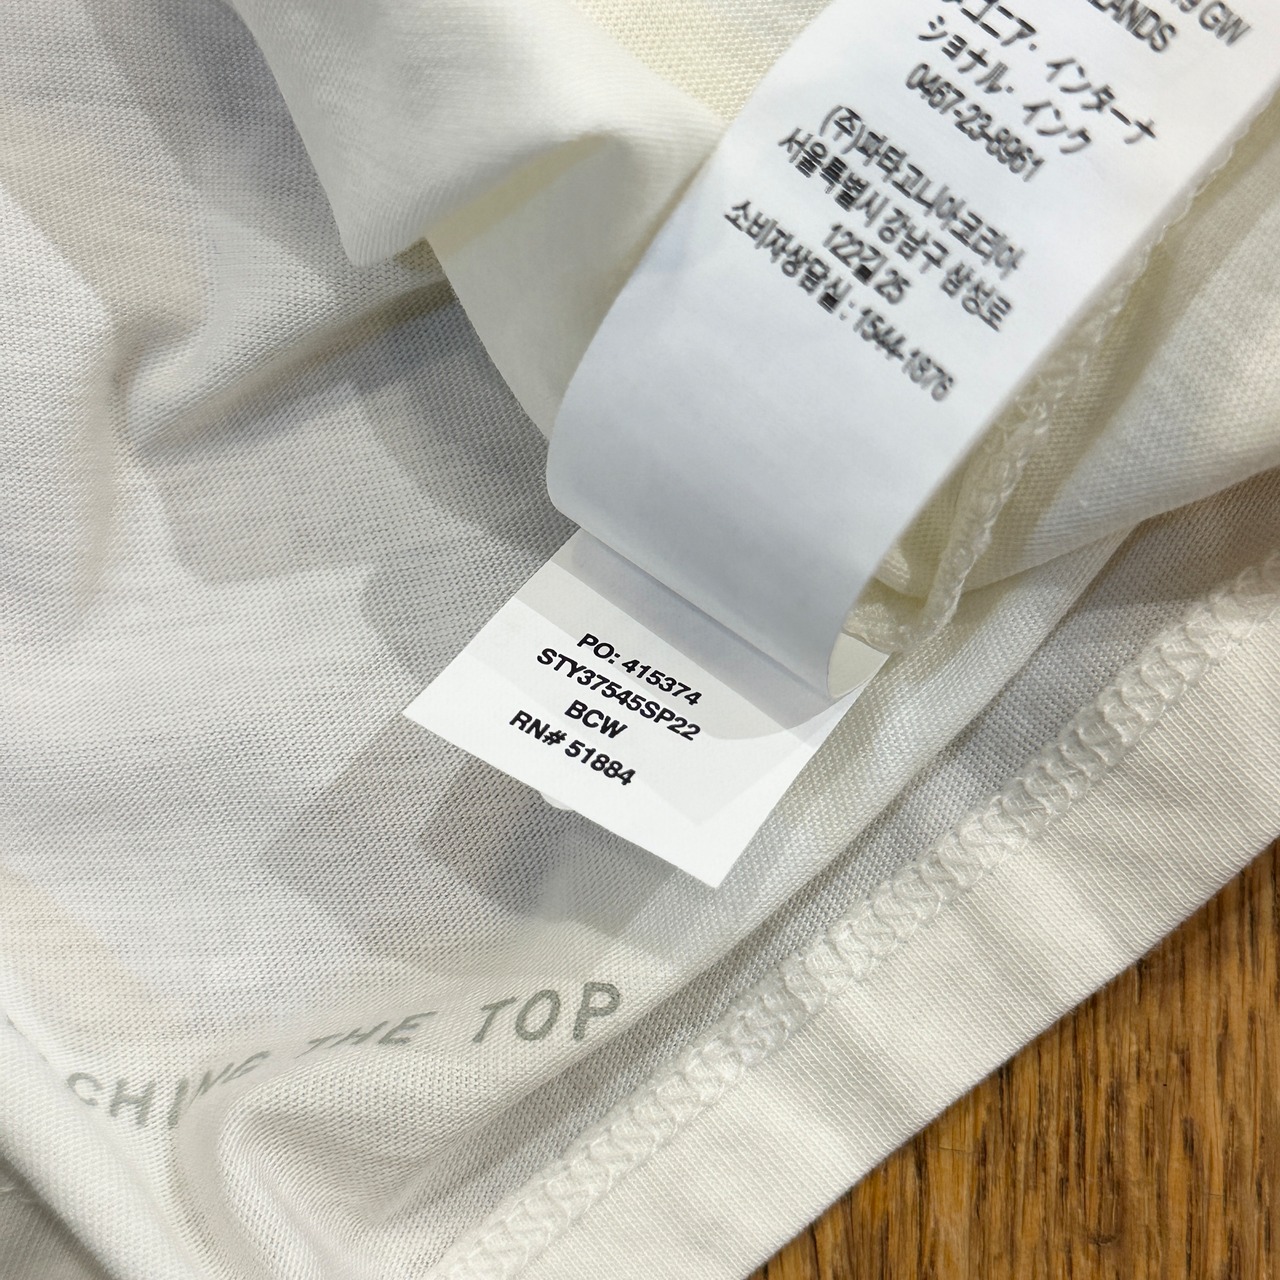 GW
LANDS
ゴニア・インターナ
ショナル・インク
0467-23-8961
(주)파타고니아코리아
서울특별시 강남구 삼성로
122길 25
소비자상담실 : 1544-1876
PO: 415374
STY37545SP22
BCW
RN# 51884
THE TOP